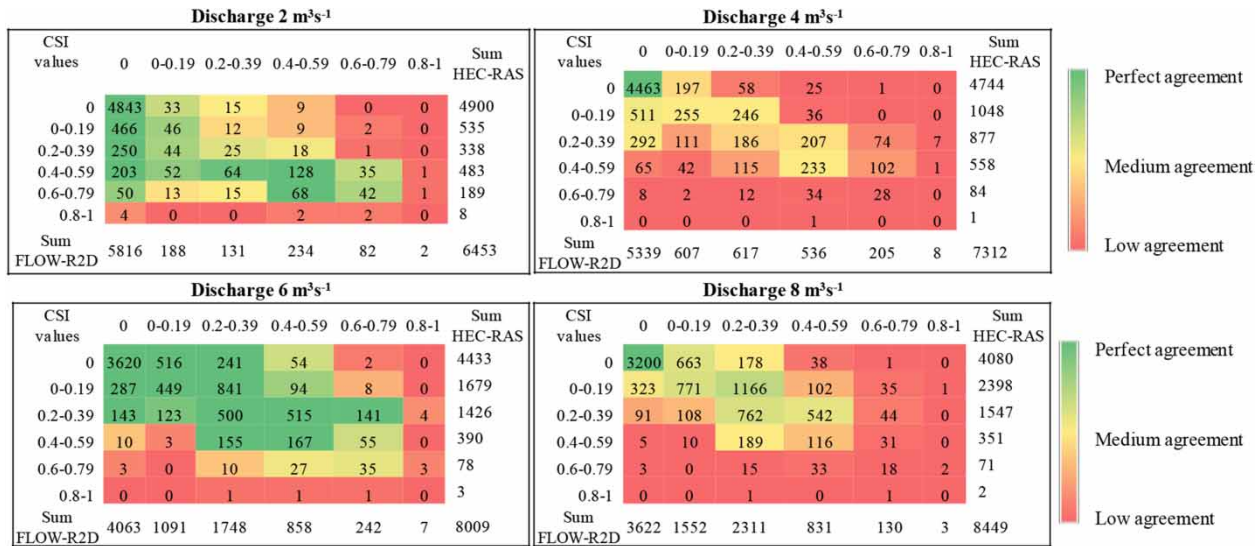 Discharge 2 m³s⁻¹
CSI values 0 0-0.19 0.2-0.39 0.4-0.59 0.6-0.79 0.8-1 Sum HEC-RAS
0 4843 33 15 9 0 0 4900
0-0.19 466 46 12 9 2 0 535
0.2-0.39 250 44 25 18 1 0 338
0.4-0.59 203 52 64 128 35 1 483
0.6-0.79 50 13 15 68 42 1 189
0.8-1 4 0 0 2 2 0 8
Sum FLOW-R2D 5816 188 131 234 82 2 6453
Discharge 4 m³s⁻¹
CSI values 0 0-0.19 0.2-0.39 0.4-0.59 0.6-0.79 0.8-1 Sum HEC-RAS
0 4463 197 58 25 1 0 4744
0-0.19 511 255 246 36 0 0 1048
0.2-0.39 292 111 186 207 74 7 877
0.4-0.59 65 42 115 233 102 1 558
0.6-0.79 8 2 12 34 28 0 84
0.8-1 0 0 0 1 0 0 1
Sum FLOW-R2D 5339 607 617 536 205 8 7312
Perfect agreement
Medium agreement
Low agreement
Discharge 6 m³s⁻¹
CSI values 0 0-0.19 0.2-0.39 0.4-0.59 0.6-0.79 0.8-1 Sum HEC-RAS
0 3620 516 241 54 2 0 4433
0-0.19 287 449 841 94 8 0 1679
0.2-0.39 143 123 500 515 141 4 1426
0.4-0.59 10 3 155 167 55 0 390
0.6-0.79 3 0 10 27 35 3 78
0.8-1 0 0 1 1 1 0 3
Sum FLOW-R2D 4063 1091 1748 858 242 7 8009
Discharge 8 m³s⁻¹
CSI values 0 0-0.19 0.2-0.39 0.4-0.59 0.6-0.79 0.8-1 Sum HEC-RAS
0 3200 663 178 38 1 0 4080
0-0.19 323 771 1166 102 35 1 2398
0.2-0.39 91 108 762 542 44 0 1547
0.4-0.59 5 10 189 116 31 0 351
0.6-0.79 3 0 15 33 18 2 71
0.8-1 0 0 1 0 1 0 2
Sum FLOW-R2D 3622 1552 2311 831 130 3 8449
Perfect agreement
Medium agreement
Low agreement